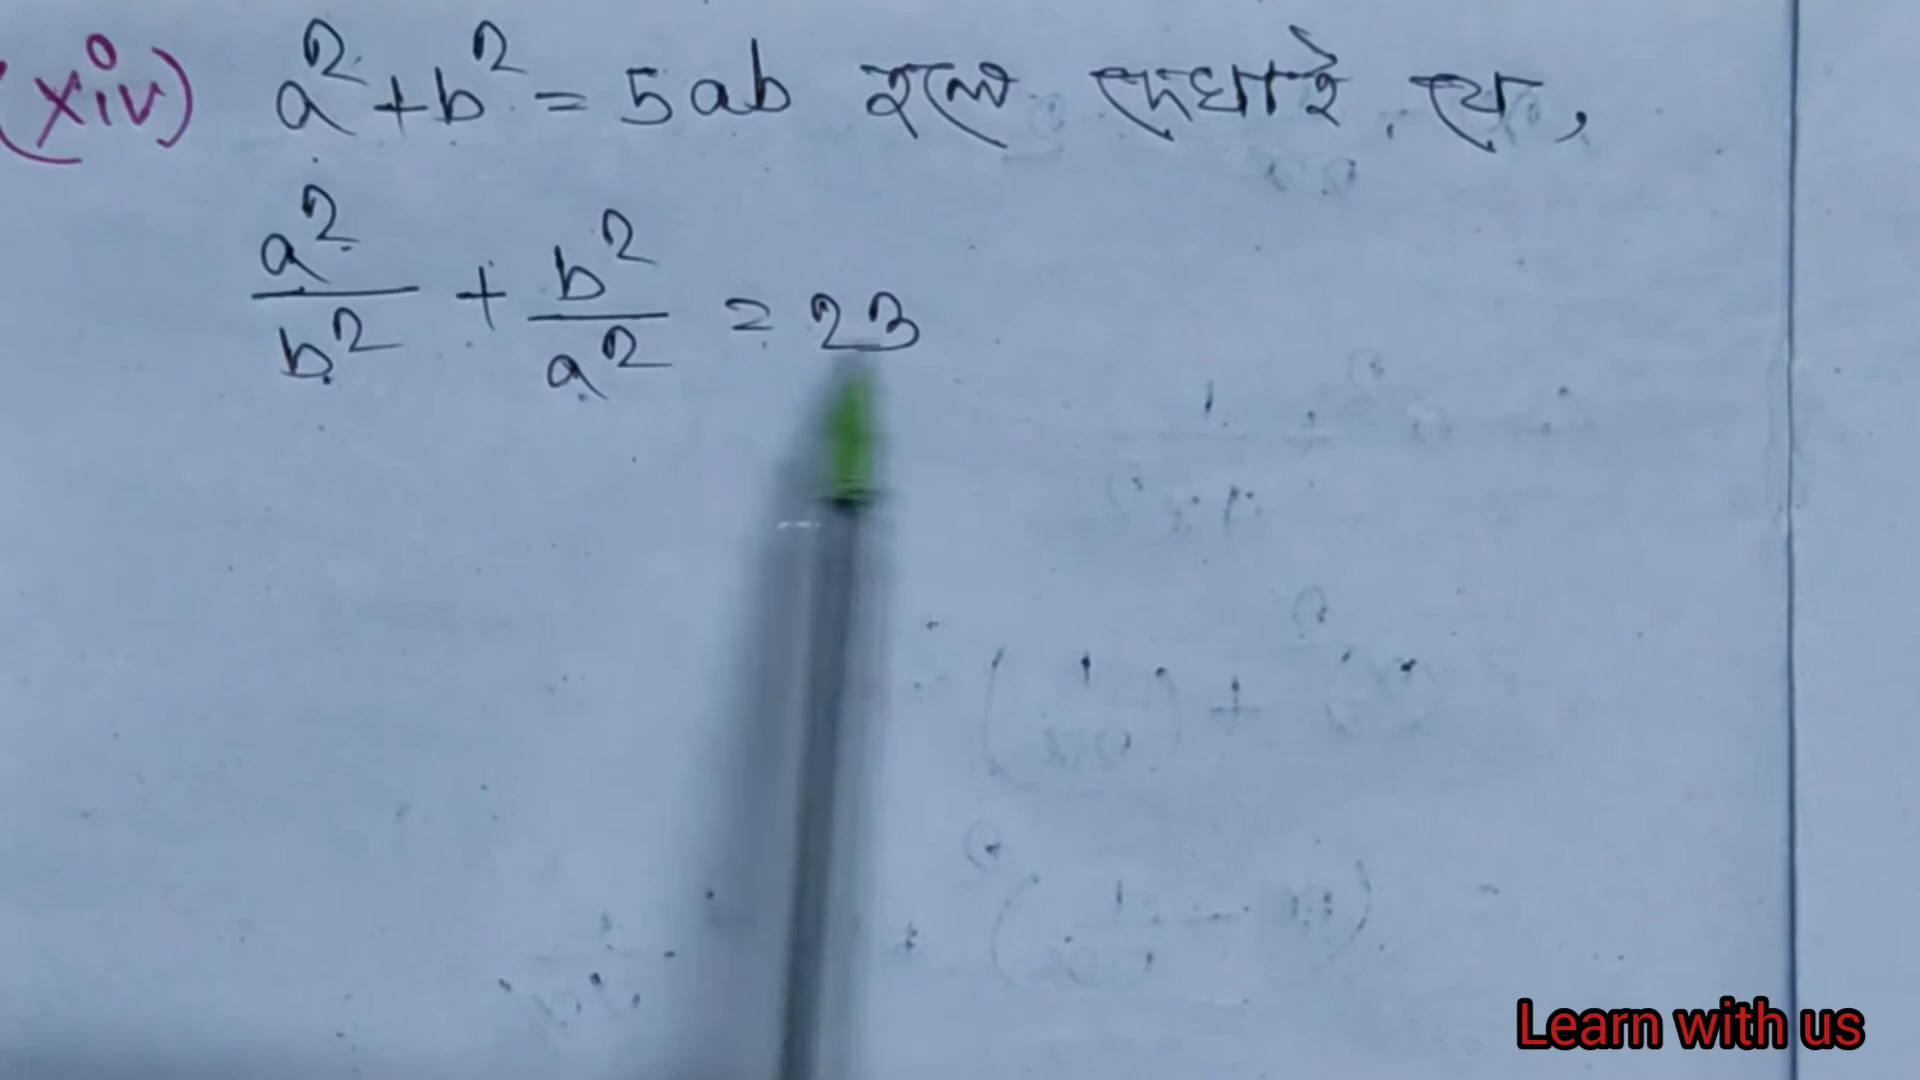 (xiv) a² + b² = 5ab হলে দেখাই যে,
a²/b² + b²/a² = 23
Learn with us